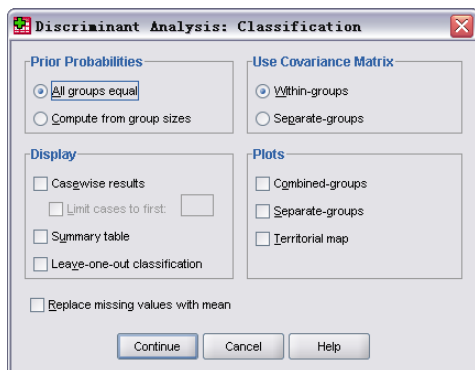 Discriminant Analysis: Classification
Prior Probabilities
All groups equal
Compute from group sizes
Use Covariance Matrix
Within-groups
Separate-groups
Display
Casewise results
Limit cases to first:
Summary table
Leave-one-out classification
Plots
Combined-groups
Separate-groups
Territorial map
Replace missing values with mean
Continue
Cancel
Help